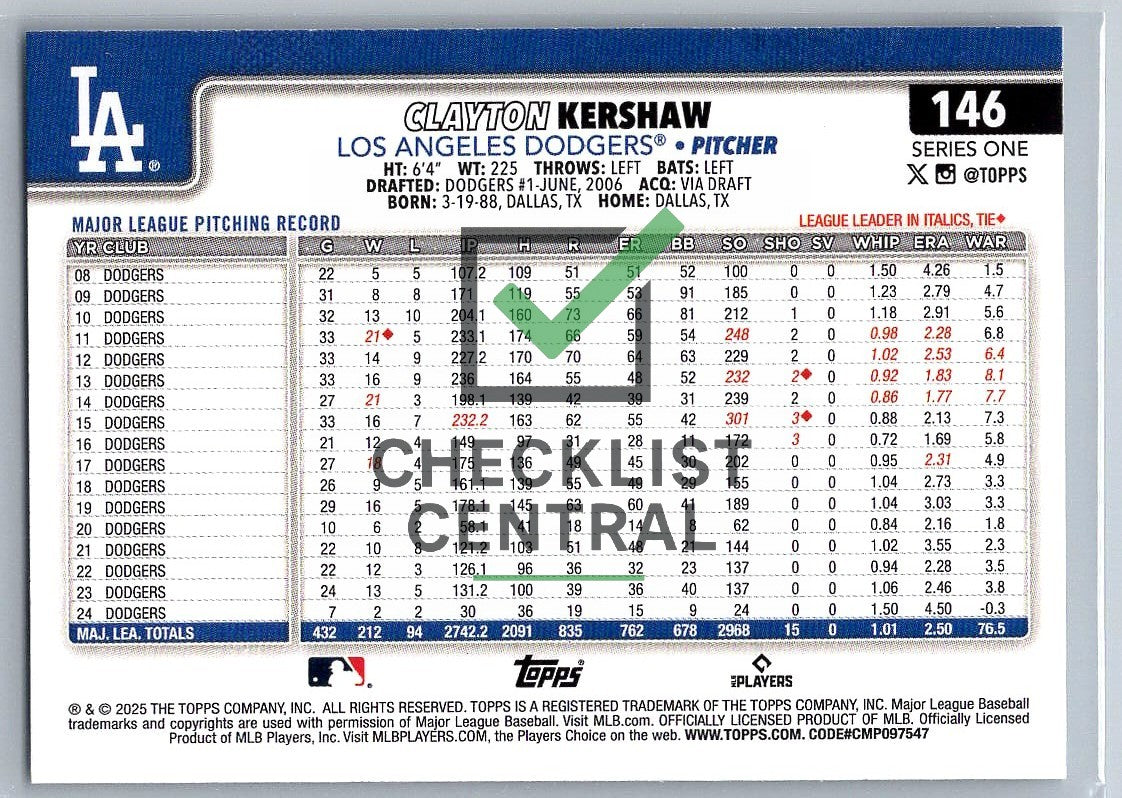 LA®
CLAYTON KERSHAW
146
LOS ANGELES DODGERS® • PITCHER
SERIES ONE
HT: 6'4" WT: 225 THROWS: LEFT BATS: LEFT
@TOPPS
DRAFTED: DODGERS #1-JUNE, 2006 ACQ: VIA DRAFT
BORN: 3-19-88, DALLAS, TX HOME: DALLAS, TX
MAJOR LEAGUE PITCHING RECORD LEAGUE LEADER IN ITALICS, TIE♦
YR CLUB G W L IP H R ER BB SO SHO SV WHIP ERA WAR
08 DODGERS 22 5 5 107.2 109 51 51 52 100 0 0 1.50 4.26 1.5
09 DODGERS 31 8 8 171 119 55 53 91 185 0 0 1.23 2.79 4.7
10 DODGERS 32 13 10 204.1 160 73 66 81 212 1 0 1.18 2.91 5.6
11 DODGERS 33 21♦ 5 233.1 174 66 59 54 248 2 0 0.98 2.28 6.8
12 DODGERS 33 14 9 227.2 170 70 64 63 229 2 0 1.02 2.53 6.4
13 DODGERS 33 16 9 236 164 55 48 52 232 2♦ 0 0.92 1.83 8.1
14 DODGERS 27 21 3 198.1 139 42 39 31 239 2 0 0.86 1.77 7.7
15 DODGERS 33 16 7 232.2 163 62 55 42 301 3♦ 0 0.88 2.13 7.3
16 DODGERS 21 12 4 149 97 31 28 11 172 3 0 0.72 1.69 5.8
17 DODGERS 27 18 4 175 136 49 45 30 202 0 0 0.95 2.31 4.9
18 DODGERS 26 9 5 161.1 139 55 49 29 155 0 0 1.04 2.73 3.3
19 DODGERS 29 16 5 178.1 145 63 60 41 189 0 0 1.04 3.03 3.3
20 DODGERS 10 6 2 58.1 41 18 14 8 62 0 0 0.84 2.16 1.8
21 DODGERS 22 10 8 121.2 103 51 48 21 144 0 0 1.02 3.55 2.3
22 DODGERS 22 12 3 126.1 96 36 32 23 137 0 0 0.94 2.28 3.5
23 DODGERS 24 13 5 131.2 100 39 36 40 137 0 0 1.06 2.46 3.8
24 DODGERS 7 2 2 30 36 19 15 9 24 0 0 1.50 4.50 -0.3
MAJ. LEA. TOTALS 432 212 94 2742.2 2091 835 762 678 2968 15 0 1.01 2.50 76.5
CHECKLIST
CENTRAL
Topps® MLB PLAYERS
® & © 2025 THE TOPPS COMPANY, INC. ALL RIGHTS RESERVED. TOPPS IS A REGISTERED TRADEMARK OF THE TOPPS COMPANY, INC. Major League Baseball
trademarks and copyrights are used with permission of Major League Baseball. Visit MLB.com. OFFICIALLY LICENSED PRODUCT OF MLB. Officially Licensed
Product of MLB Players, Inc. Visit MLBPLAYERS.COM, the Players Choice on the web. WWW.TOPPS.COM. CODE#CMP097547